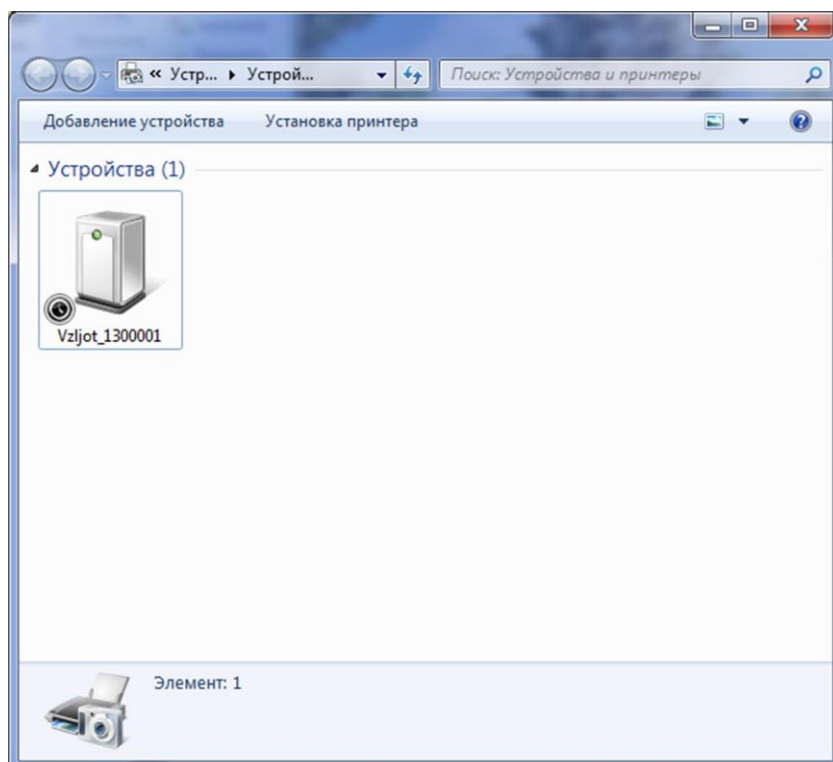 « Устр... Устрой...
Поиск: Устройства и принтеры
Добавление устройства Установка принтера
Устройства (1)
Vzljot_1300001
Элемент: 1